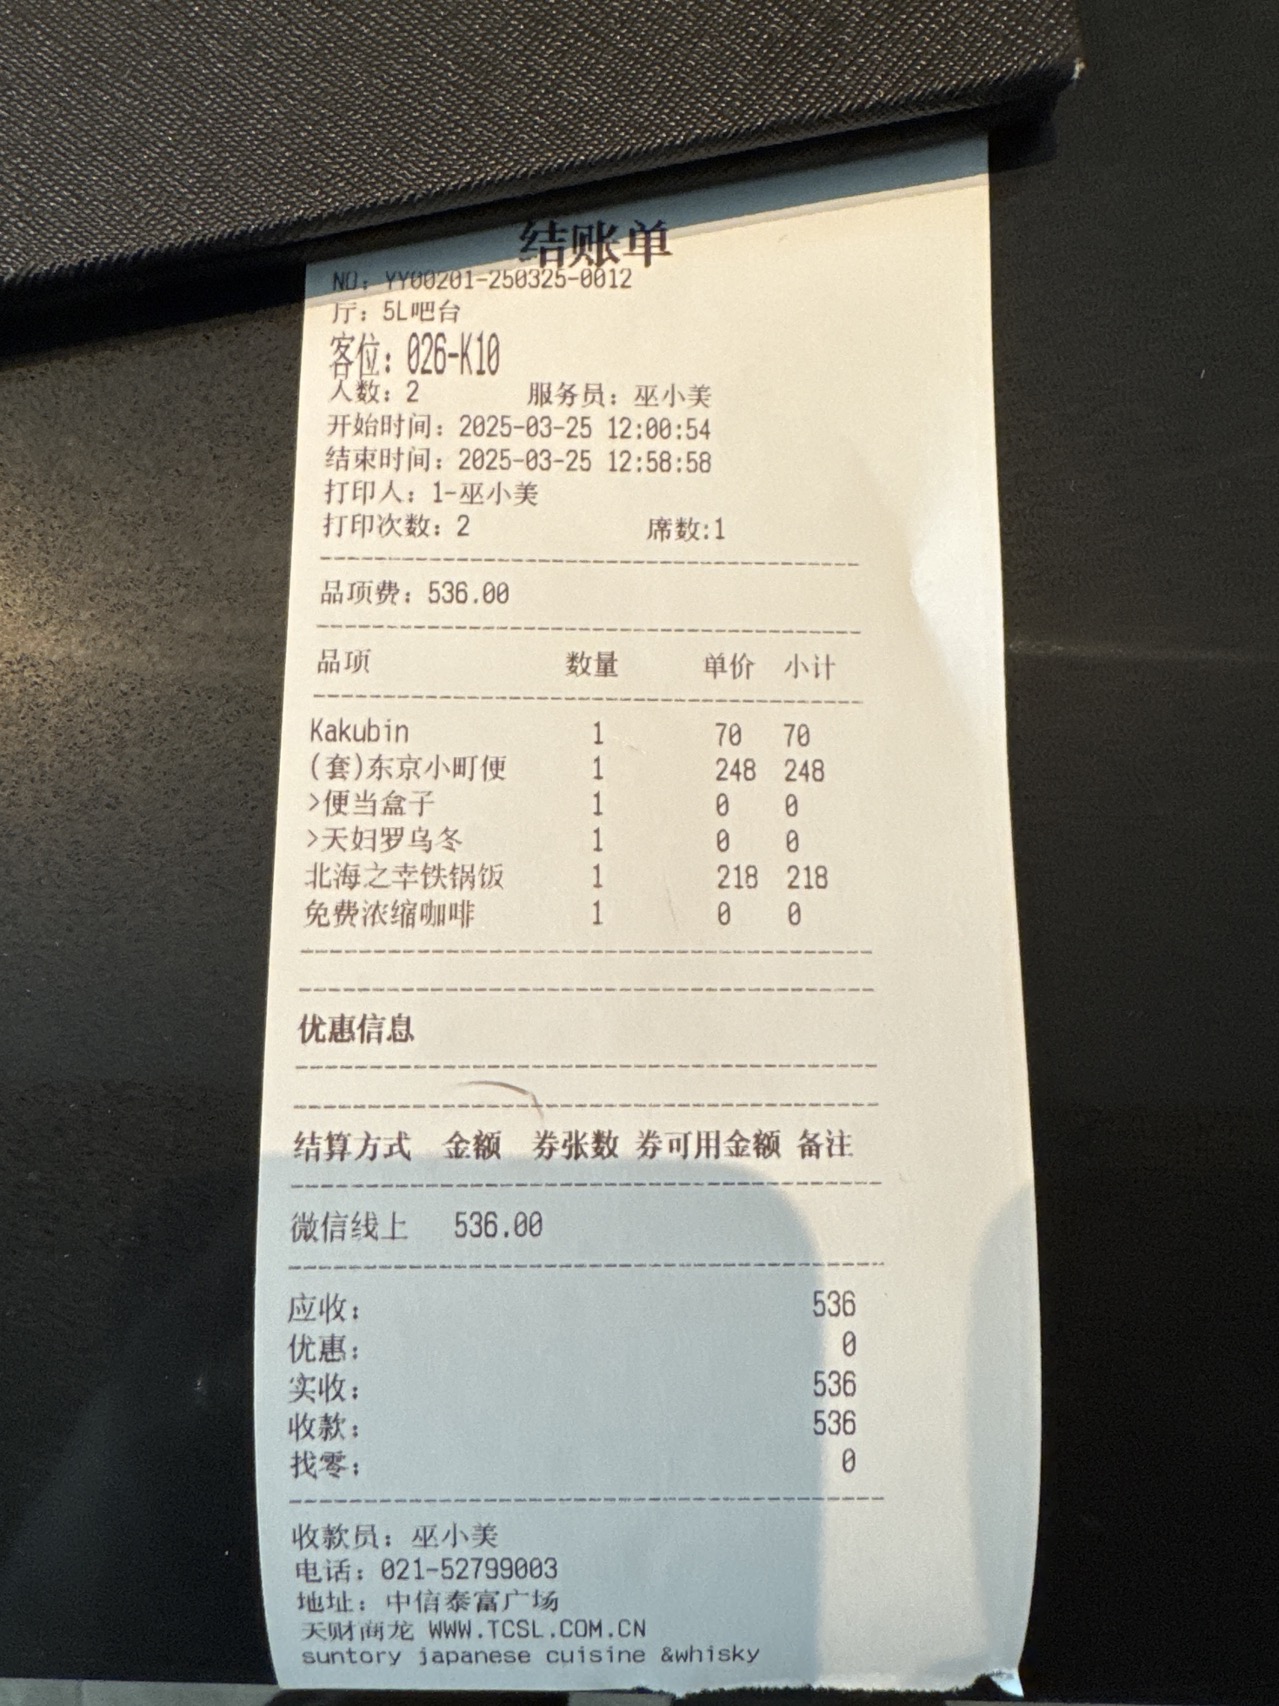 结账单
NO: YY00201-250325-0012
厅: 5L吧台
客位: 026-K10
人数: 2 服务员: 巫小美
开始时间: 2025-03-25 12:00:54
结束时间: 2025-03-25 12:58:58
打印人: 1-巫小美
打印次数: 2 席数:1
品项费: 536.00
品项 数量 单价 小计
Kakubin 1 70 70
(套)东京小町便 1 248 248
>便当盒子 1 0 0
>天妇罗乌冬 1 0 0
北海之幸铁锅饭 1 218 218
免费浓缩咖啡 1 0 0
优惠信息
结算方式 金额 券张数 券可用金额 备注
微信线上 536.00
应收: 536
优惠: 0
实收: 536
收款: 536
找零: 0
收款员: 巫小美
电话: 021-52799003
地址: 中信泰富广场
天财商龙 WWW.TCSL.COM.CN
suntory japanese cuisine &whisky